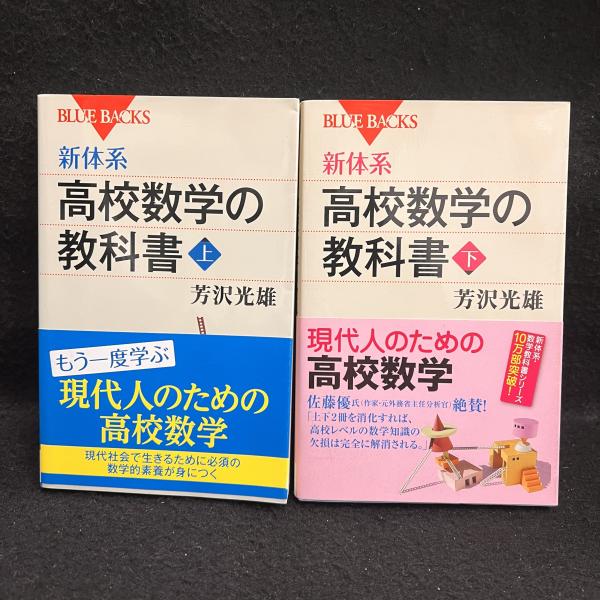 BLUE BACKS
新体系
高校数学の
教科書 上
芳沢光雄
もう一度学ぶ
現代人のための
高校数学
現代社会で生きるために必須の
数学的素養が身につく
BLUE BACKS
新体系
高校数学の
教科書 下
芳沢光雄
現代人のための
高校数学
新体系・
数学教科書シリーズ
10万部突破!
佐藤優氏(作家・元外務省主任分析官)絶賛!
「上下2冊を消化すれば、
高校レベルの数学知識の
欠損は完全に解消される。」